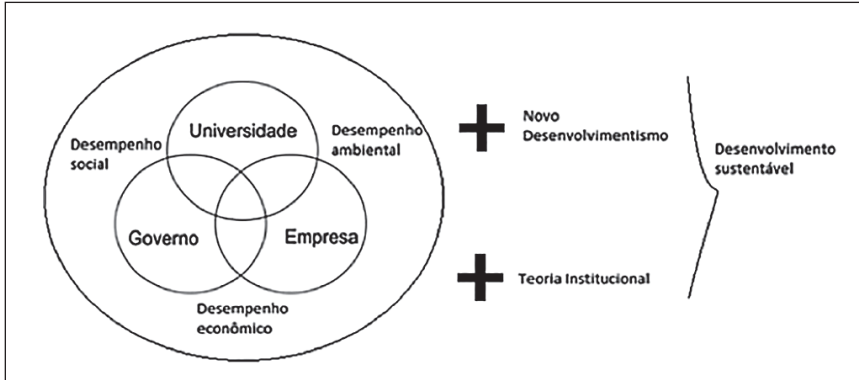 Universidade
Desempenho
social
Desempenho
ambiental
Governo
Empresa
Desempenho
econômico
Novo
Desenvolvimentismo
Teoria Institucional
Desenvolvimento
sustentável